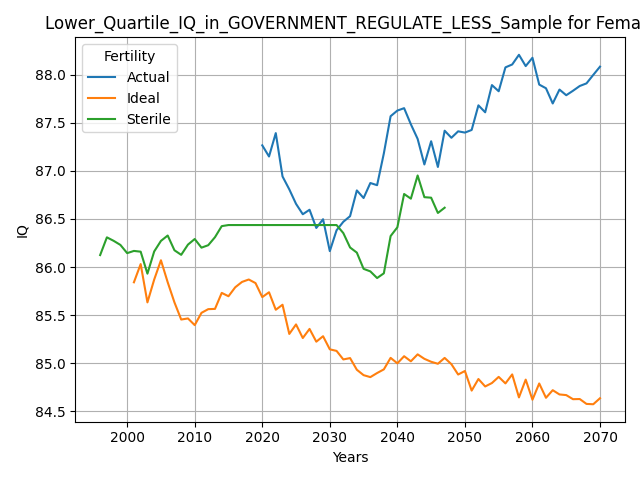 Lower_Quartile_IQ_in_GOVERNMENT_REGULATE_LESS_Sample for Fema
Fertility
Actual
Ideal
Sterile
IQ
88.0
87.5
87.0
86.5
86.0
85.5
85.0
84.5
2000 2010 2020 2030 2040 2050 2060 2070
Years